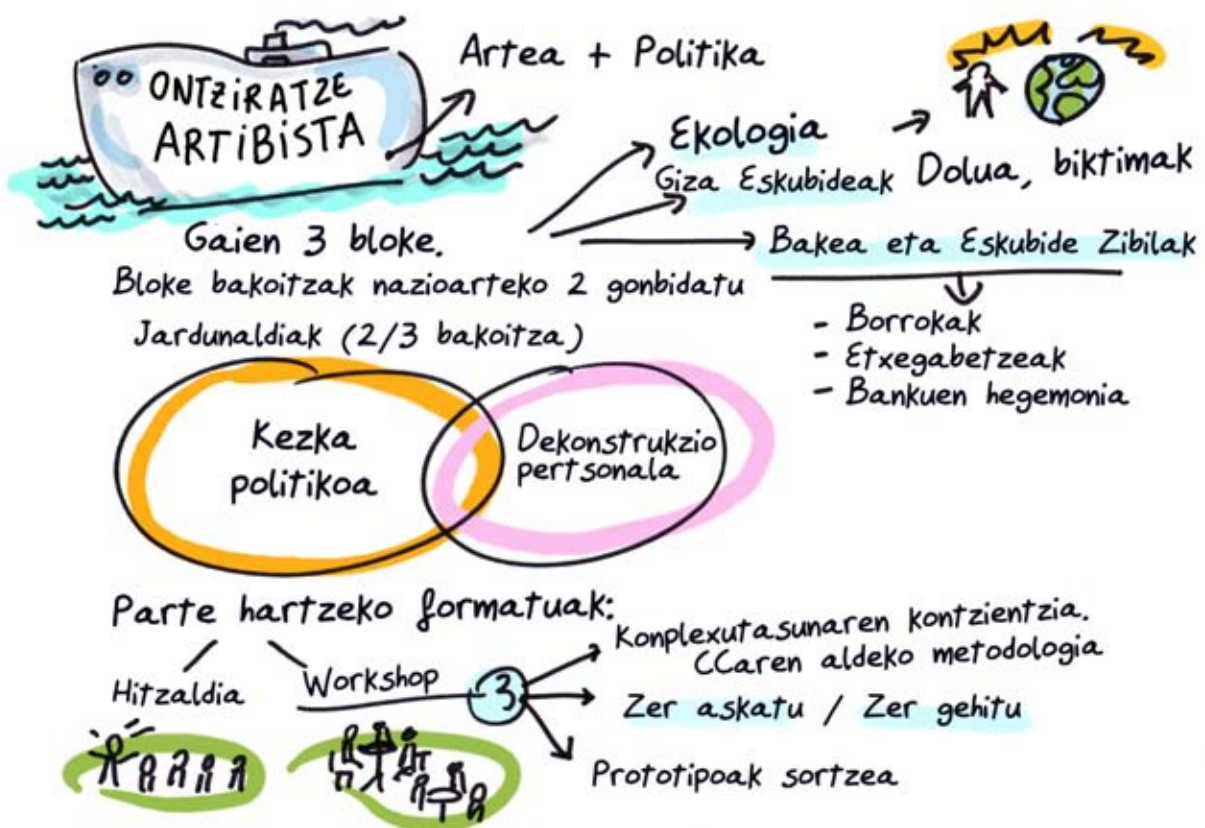 ONTZIRATZE
ARTIBISTA
Artea + Politika
Ekologia
Giza Eskubideak
Dolua, biktimak
Gaien 3 bloke.
Bakea eta Eskubide Zibilak
Bloke bakoitzak nazioarteko 2 gonbidatu
Jardunaldiak (2/3 bakoitza)
- Borrokak
- Etxegabetzeak
- Bankuen hegemonia
Kezka
politikoa
Dekonstrukzio
pertsonala
Parte hartzeko formatuak:
Hitzaldia
Workshop
3
Konplexutasunaren kontzientzia.
CCaren aldeko metodologia
Zer askatu / Zer gehitu
Prototipoak sortzea